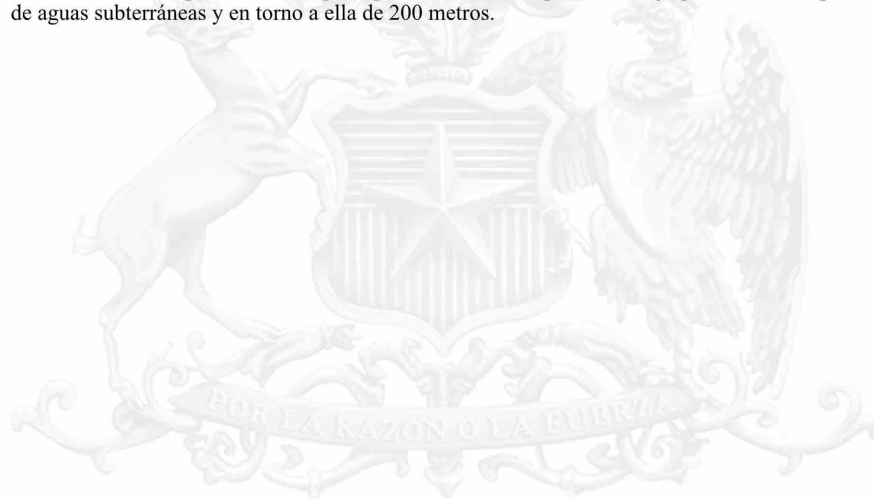 de aguas subterráneas y en torno a ella de 200 metros.
POR LA RAZON O LA FUERZA